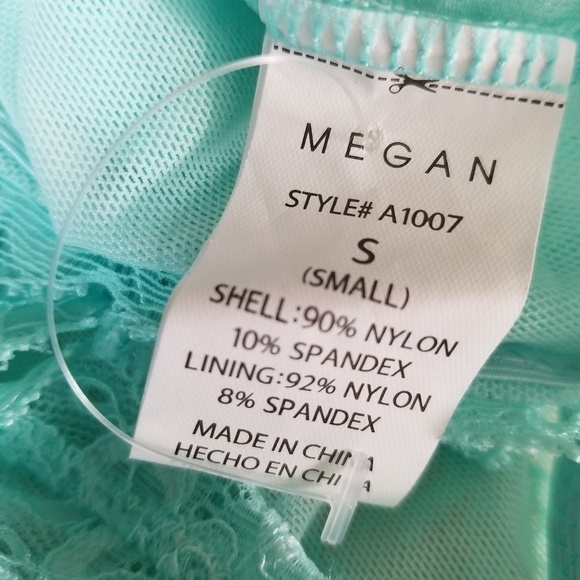 MEGAN
STYLE# A1007
S
(SMALL)
SHELL:90% NYLON
10% SPANDEX
LINING:92% NYLON
8% SPANDEX
MADE IN CHINA
HECHO EN CHINA